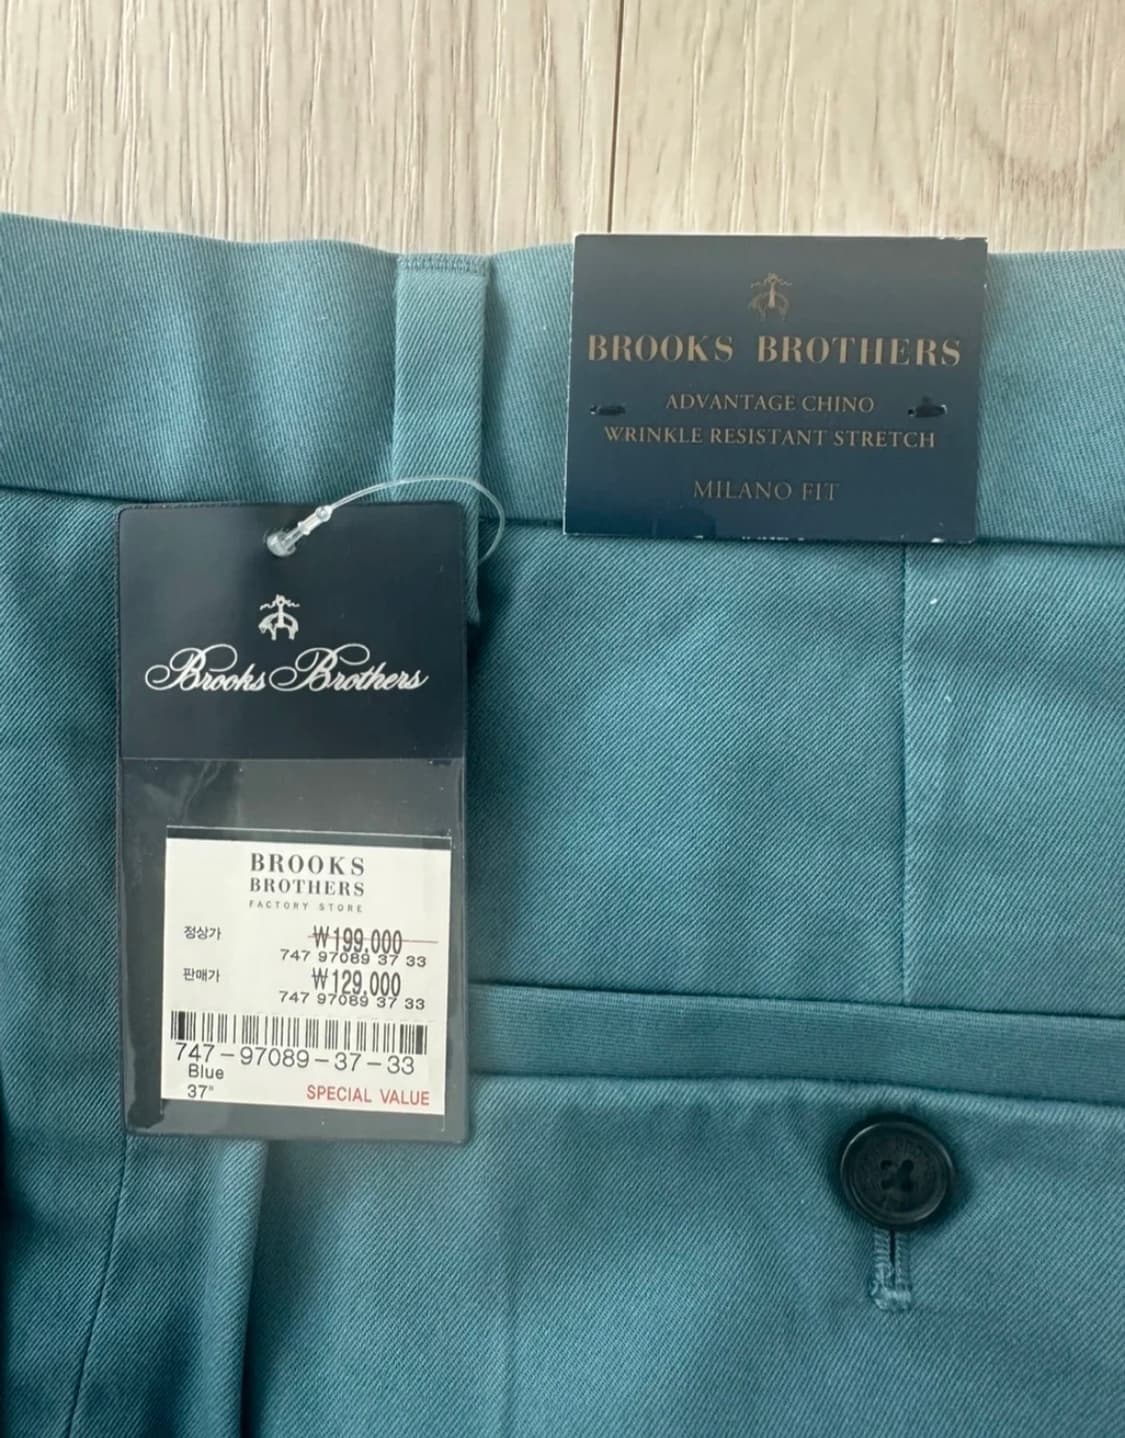 BROOKS BROTHERS
ADVANTAGE CHINO
WRINKLE RESISTANT STRETCH
MILANO FIT
Brooks Brothers
BROOKS
BROTHERS
FACTORY STORE
정상가 ₩199,000
747 97089 37 33
판매가 ₩129,000
747 97089 37 33
747-97089-37-33
Blue
37"
SPECIAL VALUE